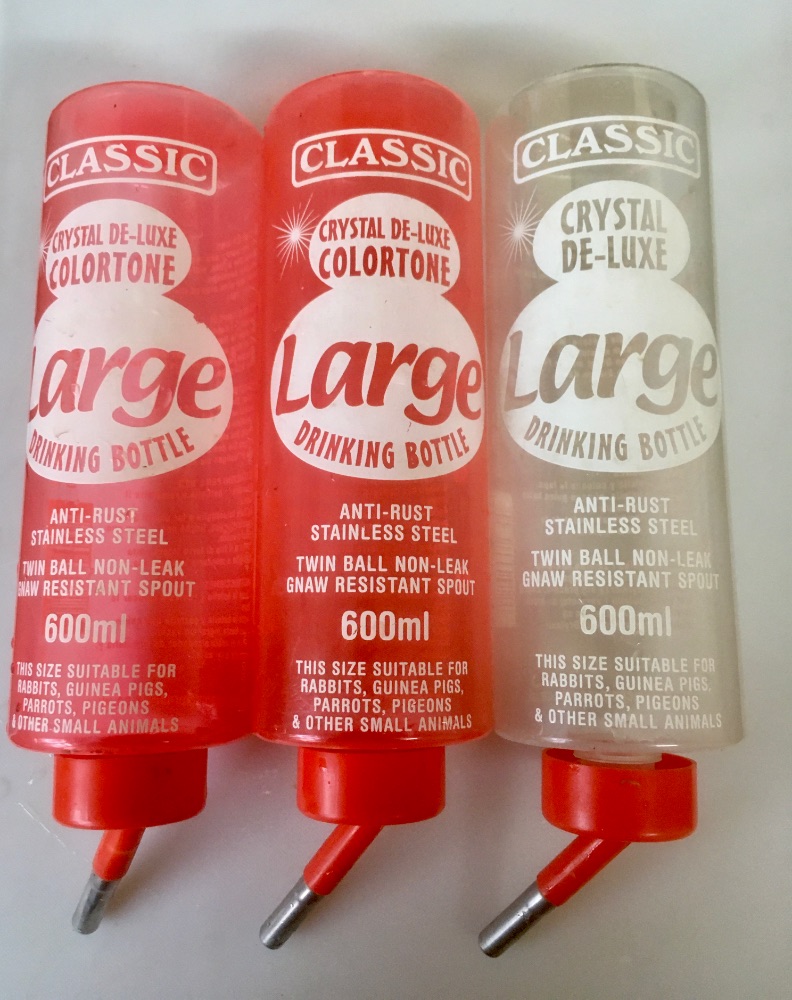 CLASSIC
CRYSTAL DE-LUXE
COLORTONE
Large
DRINKING BOTTLE
ANTI-RUST
STAINLESS STEEL
TWIN BALL NON-LEAK
GNAW RESISTANT SPOUT
600ml
THIS SIZE SUITABLE FOR
RABBITS, GUINEA PIGS,
PARROTS, PIGEONS
& OTHER SMALL ANIMALS
CLASSIC
CRYSTAL DE-LUXE
COLORTONE
Large
DRINKING BOTTLE
ANTI-RUST
STAINLESS STEEL
TWIN BALL NON-LEAK
GNAW RESISTANT SPOUT
600ml
THIS SIZE SUITABLE FOR
RABBITS, GUINEA PIGS,
PARROTS, PIGEONS
& OTHER SMALL ANIMALS
CLASSIC
CRYSTAL
DE-LUXE
Large
DRINKING BOTTLE
ANTI-RUST
STAINLESS STEEL
TWIN BALL NON-LEAK
GNAW RESISTANT SPOUT
600ml
THIS SIZE SUITABLE FOR
RABBITS, GUINEA PIGS,
PARROTS, PIGEONS
& OTHER SMALL ANIMALS